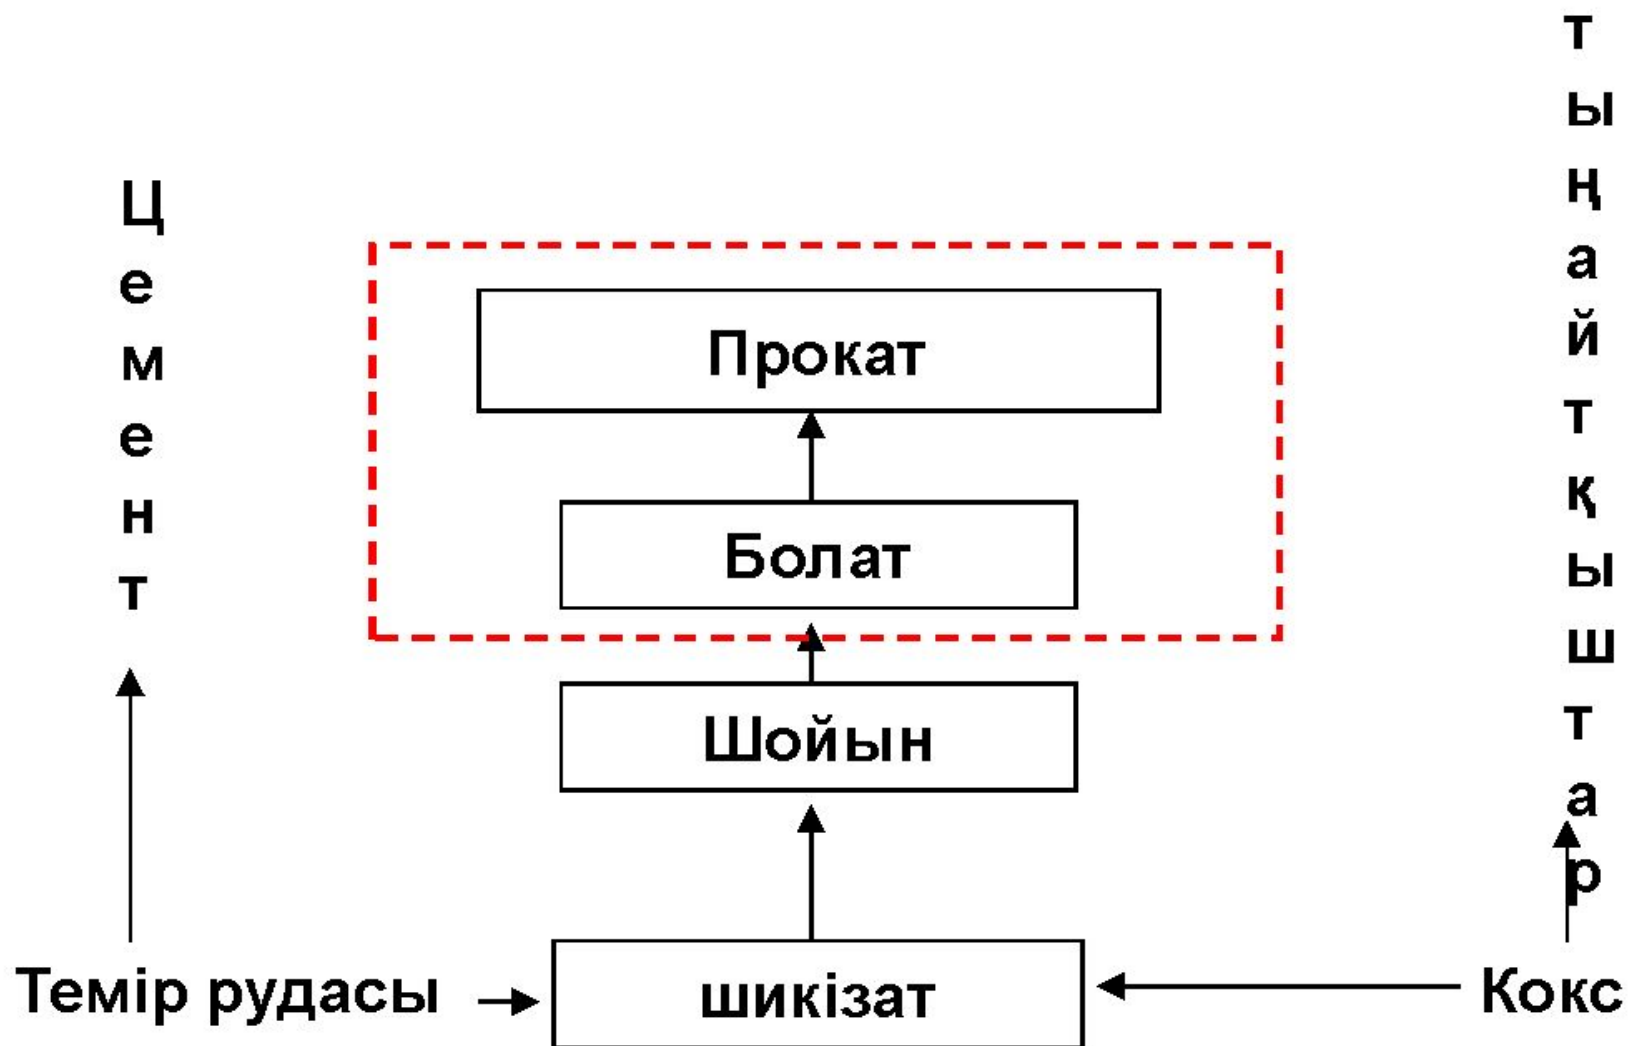 Цемент
тыңайтқыштар
Прокат
Болат
Шойын
Темір рудасы
шикізат
Кокс